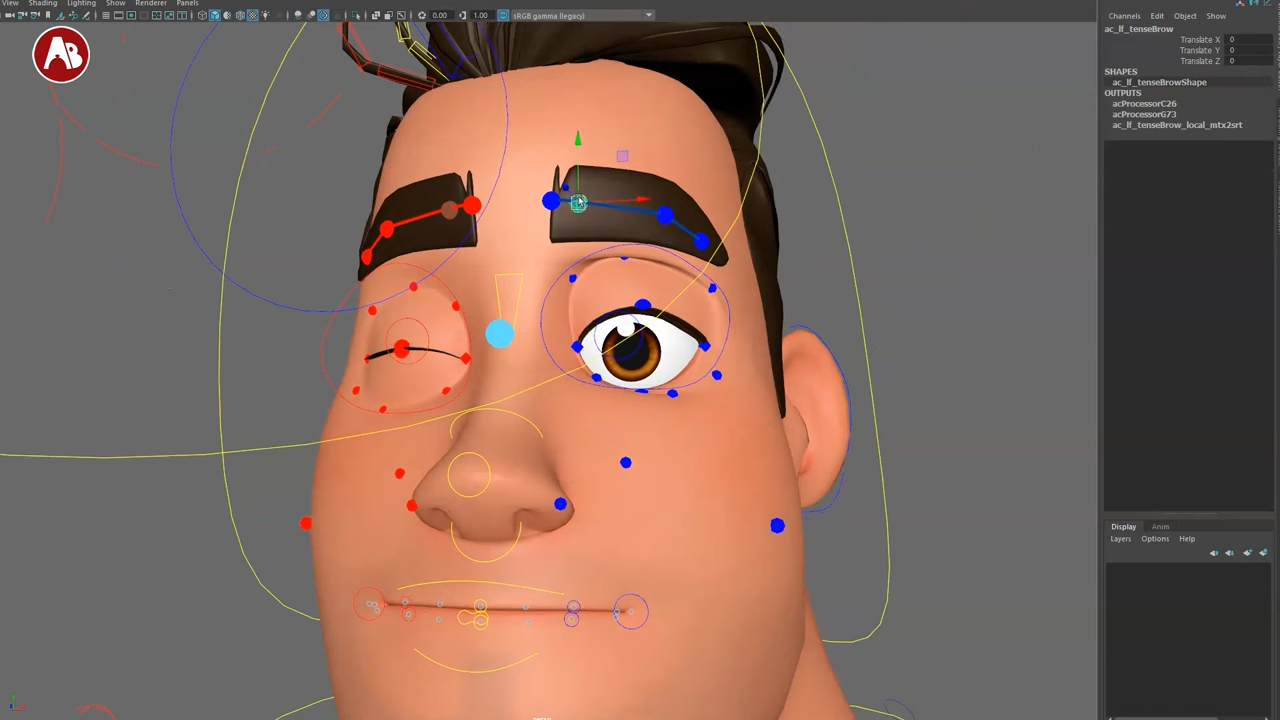 View Shading Lighting Show Renderer Panels
0.00 1.00 sRGB gamma (legacy)
AB
Channels Edit Object Show
ac_lf_tenseBrow
Translate X 0
Translate Y 0
Translate Z 0
SHAPES
ac_lf_tenseBrowShape
OUTPUTS
acProcessorC26
acProcessorG73
ac_lf_tenseBrow_local_mtx2srt
Display Anim
Layers Options Help